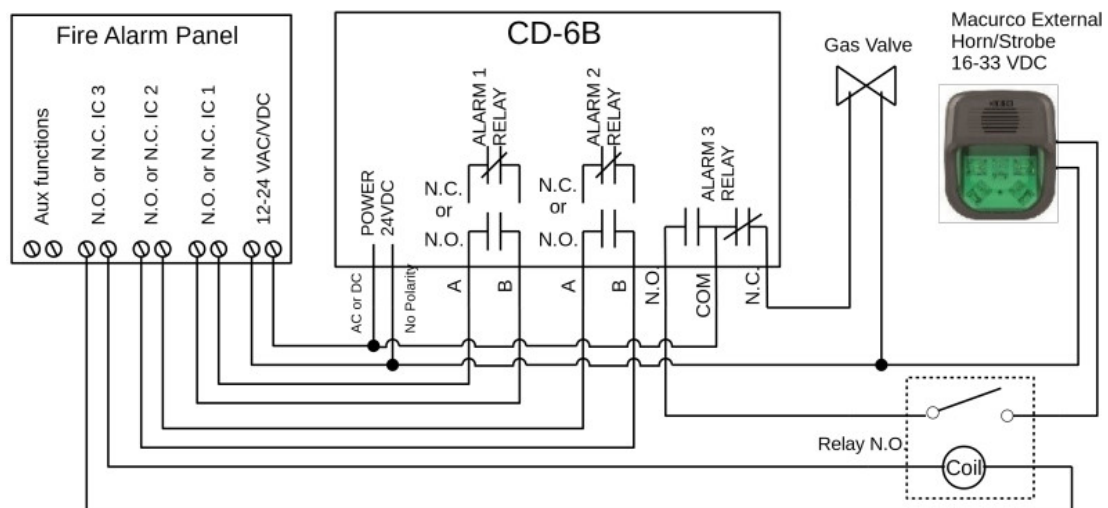 Fire Alarm Panel
Aux functions
N.O. or N.C. IC 3
N.O. or N.C. IC 2
N.O. or N.C. IC 1
12-24 VAC/VDC
CD-6B
POWER
24VDC
ALARM 1
RELAY
N.C.
or
N.O.
ALARM 2
RELAY
N.C.
or
N.O.
ALARM 3
RELAY
AC or DC
No Polarity
A
B
A
B
N.O.
COM
N.C.
Gas Valve
Macurco External
Horn/Strobe
16-33 VDC
Relay N.O.
Coil